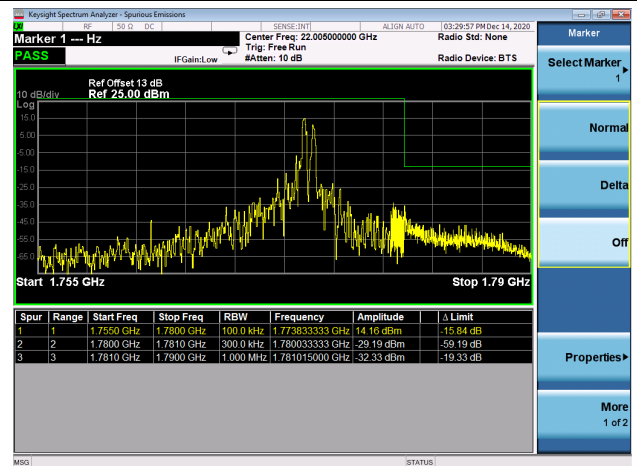 Keysight Spectrum Analyzer - Spurious Emissions
RF 50 Ω DC SENSE:INT ALIGN AUTO 03:29:57 PM Dec 14, 2020
Marker 1 --- Hz
Center Freq: 22.005000000 GHz Radio Std: None
Trig: Free Run
PASS IFGain:Low #Atten: 10 dB Radio Device: BTS
Ref Offset 13 dB
10 dB/div Ref 25.00 dBm
Log
15.0
5.00
-5.00
-15.0
-25.0
-35.0
-45.0
-55.0
-65.0
Start 1.755 GHz Stop 1.79 GHz
Spur Range Start Freq Stop Freq RBW Frequency Amplitude Δ Limit
1 1 1.7550 GHz 1.7800 GHz 100.0 kHz 1.773833333 GHz 14.16 dBm -15.84 dB
2 2 1.7800 GHz 1.7810 GHz 300.0 kHz 1.780033333 GHz -29.19 dBm -59.19 dB
3 3 1.7810 GHz 1.7900 GHz 1.000 MHz 1.781015000 GHz -32.33 dBm -19.33 dB
MSG STATUS
Marker
Select Marker
1
Normal
Delta
Off
Properties
More
1 of 2